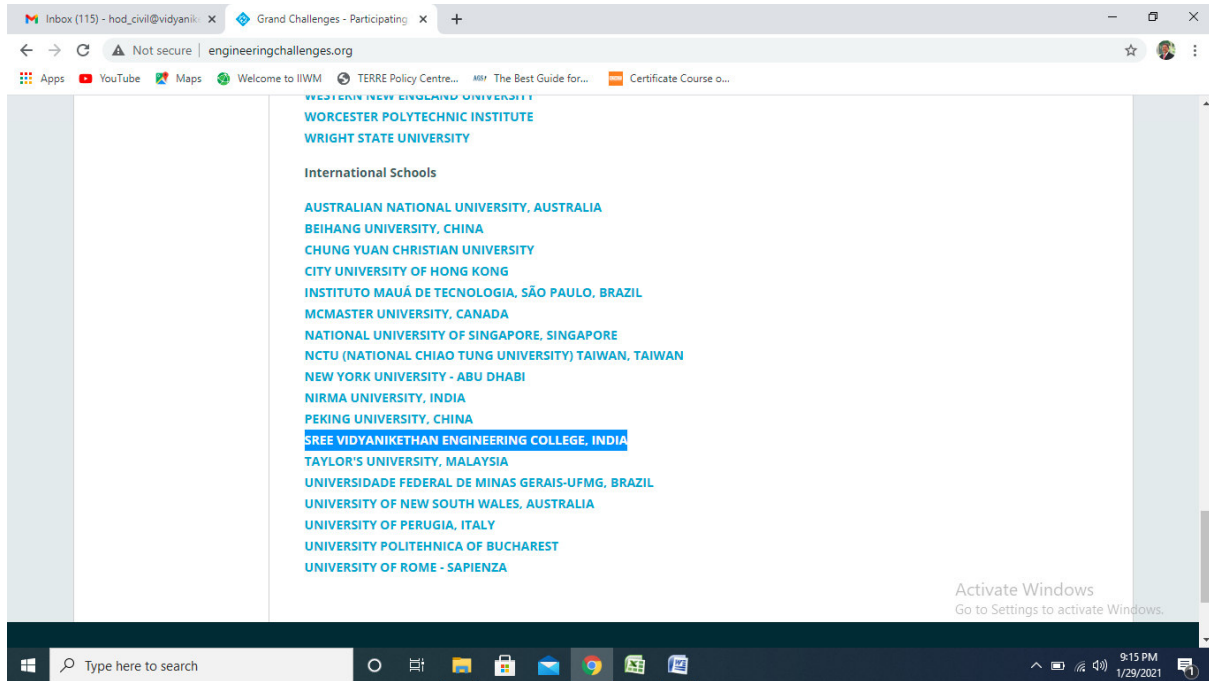 Inbox (115) - hod_civil@vidyanik
Grand Challenges - Participating
Not secure | engineeringchallenges.org
Apps YouTube Maps Welcome to IIWM TERRE Policy Centre... The Best Guide for... Certificate Course o...
WESTERN NEW ENGLAND UNIVERSITY
WORCESTER POLYTECHNIC INSTITUTE
WRIGHT STATE UNIVERSITY
International Schools
AUSTRALIAN NATIONAL UNIVERSITY, AUSTRALIA
BEIHANG UNIVERSITY, CHINA
CHUNG YUAN CHRISTIAN UNIVERSITY
CITY UNIVERSITY OF HONG KONG
INSTITUTO MAUÁ DE TECNOLOGIA, SÃO PAULO, BRAZIL
MCMASTER UNIVERSITY, CANADA
NATIONAL UNIVERSITY OF SINGAPORE, SINGAPORE
NCTU (NATIONAL CHIAO TUNG UNIVERSITY) TAIWAN, TAIWAN
NEW YORK UNIVERSITY - ABU DHABI
NIRMA UNIVERSITY, INDIA
PEKING UNIVERSITY, CHINA
SREE VIDYANIKETHAN ENGINEERING COLLEGE, INDIA
TAYLOR'S UNIVERSITY, MALAYSIA
UNIVERSIDADE FEDERAL DE MINAS GERAIS-UFMG, BRAZIL
UNIVERSITY OF NEW SOUTH WALES, AUSTRALIA
UNIVERSITY OF PERUGIA, ITALY
UNIVERSITY POLITEHNICA OF BUCHAREST
UNIVERSITY OF ROME - SAPIENZA
Activate Windows
Go to Settings to activate Windows.
Type here to search
9:15 PM
1/29/2021